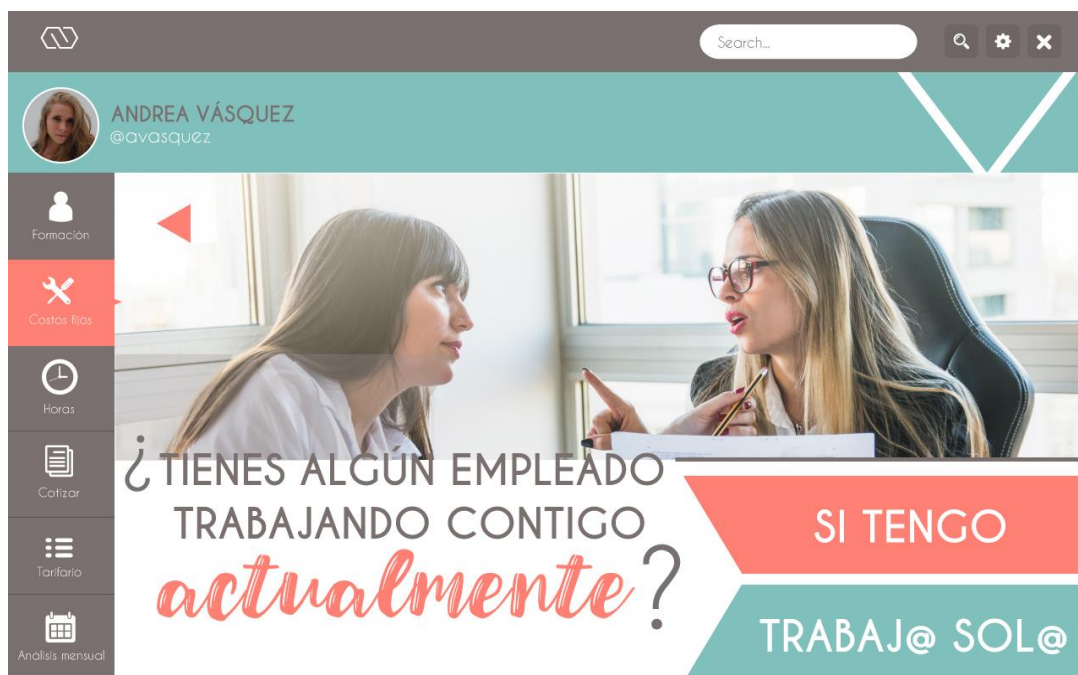 Search...
ANDREA VÁSQUEZ
@avasquez
Formación
Costos fijos
Horas
Cotizar
Tarifario
Análisis mensual
¿TIENES ALGÚN EMPLEADO
TRABAJANDO CONTIGO
actualmente?
SI TENGO
TRABAJ@ SOL@